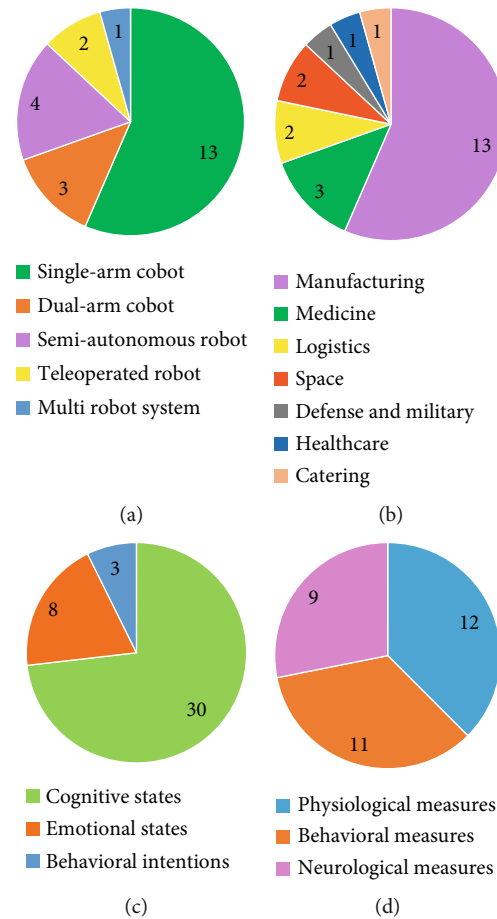 1
2
4
13
3
Single-arm cobot
Dual-arm cobot
Semi-autonomous robot
Teleoperated robot
Multi robot system
(a)
1
1
1
2
2
13
3
Manufacturing
Medicine
Logistics
Space
Defense and military
Healthcare
Catering
(b)
3
8
30
Cognitive states
Emotional states
Behavioral intentions
(c)
9
12
11
Physiological measures
Behavioral measures
Neurological measures
(d)